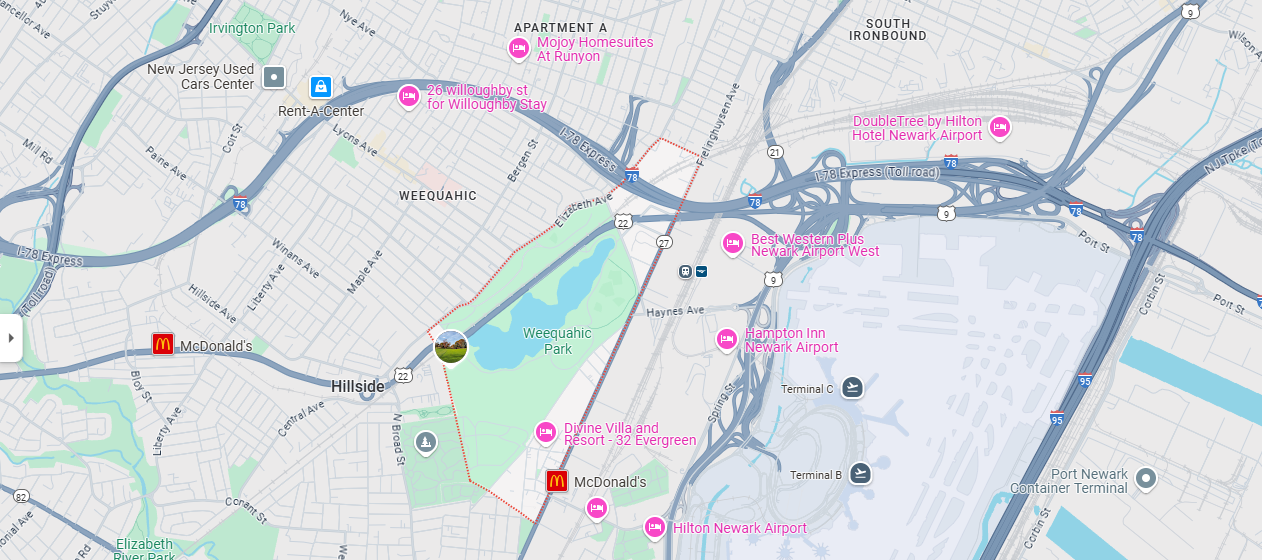 Chancellor Ave
Nye Ave
APARTMENT A
SOUTH
IRONBOUND
9
Wilson A
Irvington Park
Mojoy Homesuites
At Runyon
New Jersey Used
Cars Center
Rent-A-Center
26 willoughby st
for Willoughby Stay
Frelinghuysen Ave
DoubleTree by Hilton
Hotel Newark Airport
Lyons Ave
Coit St
Mill Rd
Paine Ave
Bergen St
I-78 Express
21
NJ Tpke (T
78
I-78 Express (Toll road)
78
WEEQUAHIC
78
Elizabeth Ave
78
78
22
9
78
27
78
I-78 Express
Winans Ave
Maple Ave
Best Western Plus
Newark Airport West
Port St
9
(Toll road)
Hillside Ave
Liberty Ave
Haynes Ave
Corbin St
Port St
McDonald's
Weequahic
Park
Hampton Inn
Newark Airport
22
Hillside
Bloy St
Terminal C
95
Spring St
95
Central Ave
Liberty Ave
N Broad St
Divine Villa and
Resort - 32 Evergreen
McDonald's
Terminal B
Port Newark
Container Terminal
82
Conant St
Hilton Newark Airport
Corbin St
Elizabeth
River Park
Rd
We